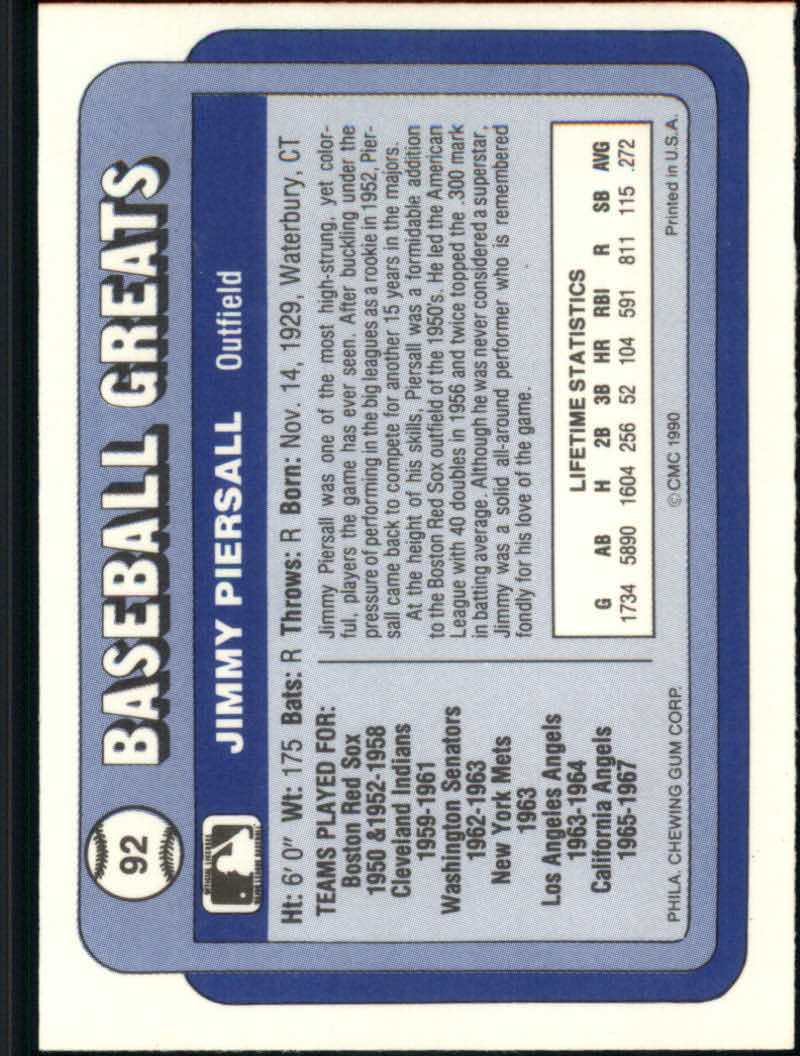 92
BASEBALL GREATS
JIMMY PIERSALL Outfield
Ht: 6' 0" Wt: 175 Bats: R Throws: R Born: Nov. 14, 1929, Waterbury, CT
TEAMS PLAYED FOR:
Boston Red Sox
1950 & 1952-1958
Cleveland Indians
1959-1961
Washington Senators
1962-1963
New York Mets
1963
Los Angeles Angels
1963-1964
California Angels
1965-1967
Jimmy Piersall was one of the most high-strung, yet color-
ful, players the game has ever seen. After buckling under the
pressure of performing in the big leagues as a rookie in 1952, Pier-
sall came back to compete for another 15 years in the majors.
At the height of his skills, Piersall was a formidable addition
to the Boston Red Sox outfield of the 1950's. He led the American
League with 40 doubles in 1956 and twice topped the .300 mark
in batting average. Although he was never considered a superstar,
Jimmy was a solid all-around performer who is remembered
fondly for his love of the game.
LIFETIME STATISTICS
G AB H 2B 3B HR RBI R SB AVG
1734 5890 1604 256 52 104 591 811 115 .272
PHILA. CHEWING GUM CORP. © CMC 1990 Printed in U.S.A.